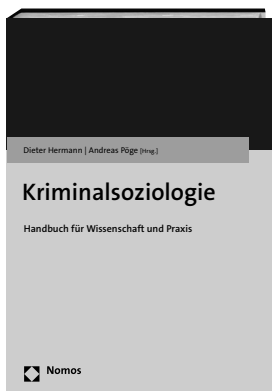 Dieter Hermann | Andreas Pöge [Hrsg.]
Kriminalsoziologie
Handbuch für Wissenschaft und Praxis
Nomos